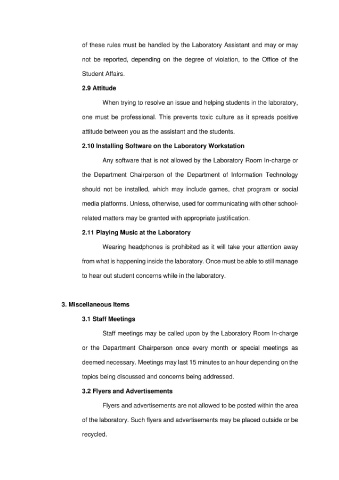 of these rules must be handled by the Laboratory Assistant and may or may
not be reported, depending on the degree of violation, to the Office of the
Student Affairs.
2.9 Attitude
When trying to resolve an issue and helping students in the laboratory,
one must be professional. This prevents toxic culture as it spreads positive
attitude between you as the assistant and the students.
2.10 Installing Software on the Laboratory Workstation
Any software that is not allowed by the Laboratory Room In-charge or
the Department Chairperson of the Department of Information Technology
should not be installed, which may include games, chat program or social
media platforms. Unless, otherwise, used for communicating with other school-
related matters may be granted with appropriate justification.
2.11 Playing Music at the Laboratory
Wearing headphones is prohibited as it will take your attention away
from what is happening inside the laboratory. Once must be able to still manage
to hear out student concerns while in the laboratory.
3. Miscellaneous Items
3.1 Staff Meetings
Staff meetings may be called upon by the Laboratory Room In-charge
or the Department Chairperson once every month or special meetings as
deemed necessary. Meetings may last 15 minutes to an hour depending on the
topics being discussed and concerns being addressed.
3.2 Flyers and Advertisements
Flyers and advertisements are not allowed to be posted within the area
of the laboratory. Such flyers and advertisements may be placed outside or be
recycled.